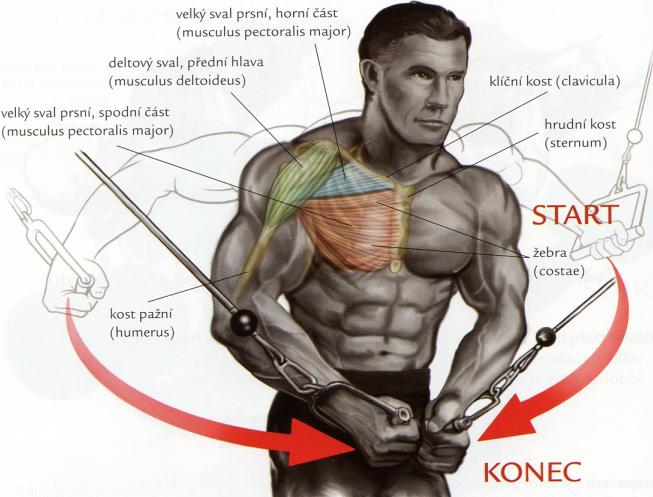 velký sval prsní, horní část
(musculus pectoralis major)
deltový sval, přední hlava
(musculus deltoideus)
velký sval prsní, spodní část
(musculus pectoralis major)
klíční kost (clavicula)
hrudní kost
(sternum)
START
žebra
(costae)
kost pažní
(humerus)
KONEC